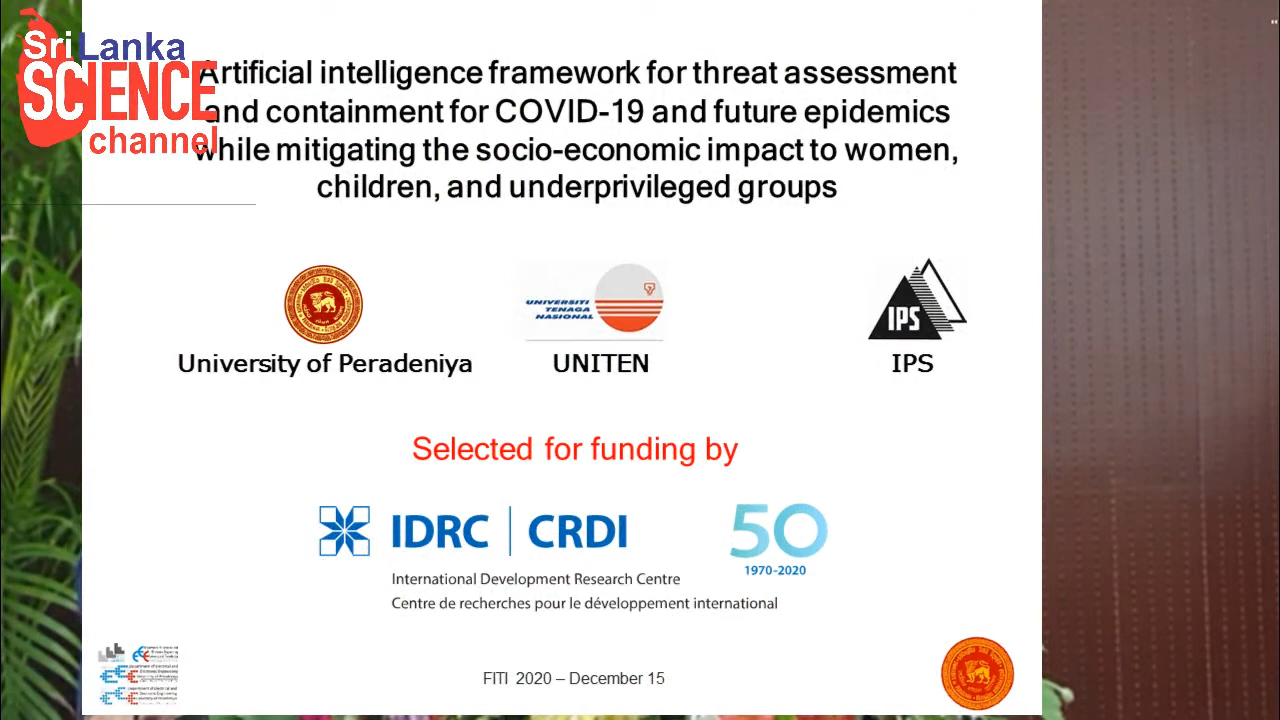 Sri Lanka
SCIENCE
channel
Artificial intelligence framework for threat assessment
and containment for COVID-19 and future epidemics
while mitigating the socio-economic impact to women,
children, and underprivileged groups
UNIVERSITI
TENAGA
NASIONAL
IPS
University of Peradeniya
UNITEN
IPS
Selected for funding by
IDRC | CRDI
50
1970-2020
International Development Research Centre
Centre de recherches pour le développement international
FITI 2020 – December 15